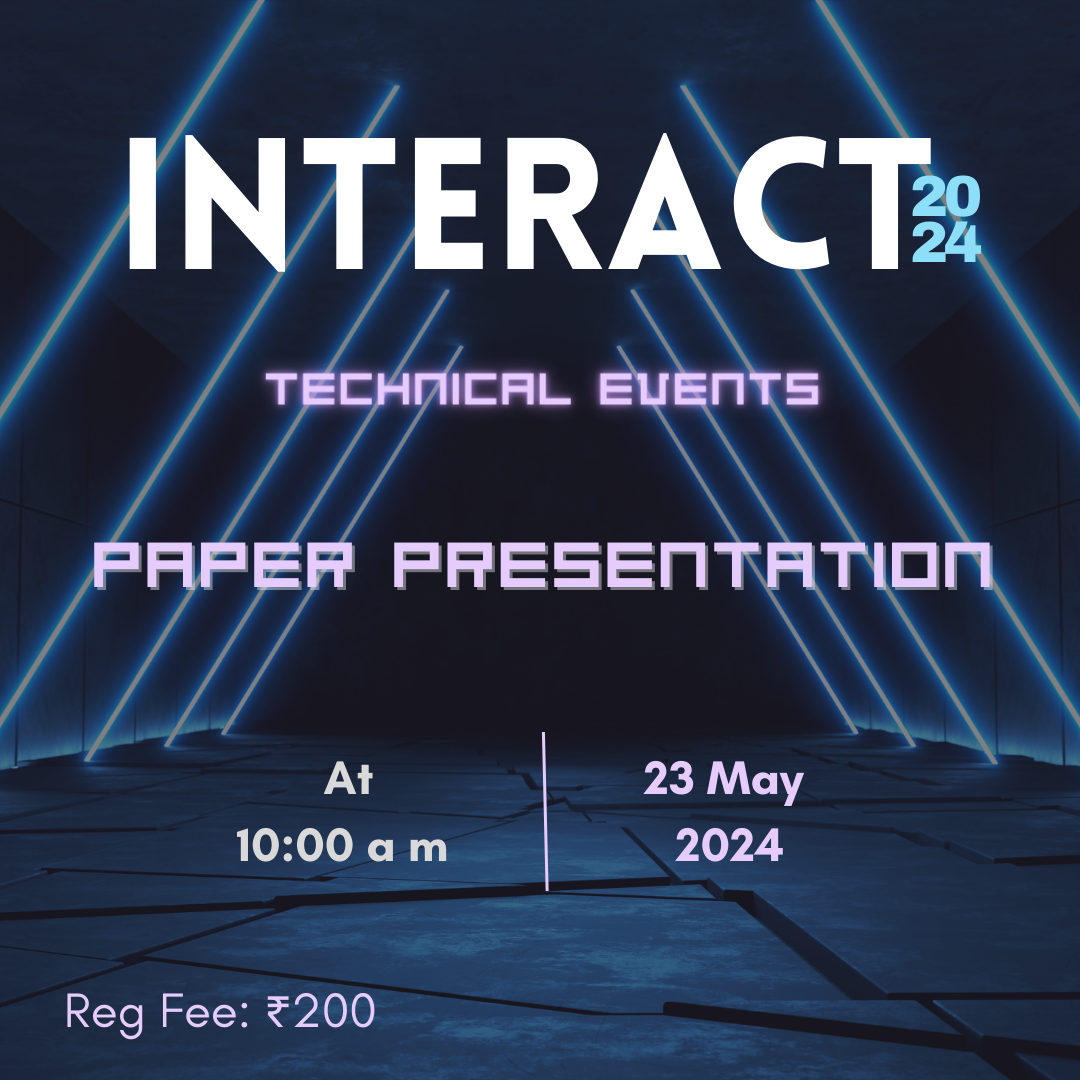 INTERACT
20
24
TECHNICAL EVENTS
PAPER PRESENTATION
At
10:00 a m
23 May
2024
Reg Fee: ₹200